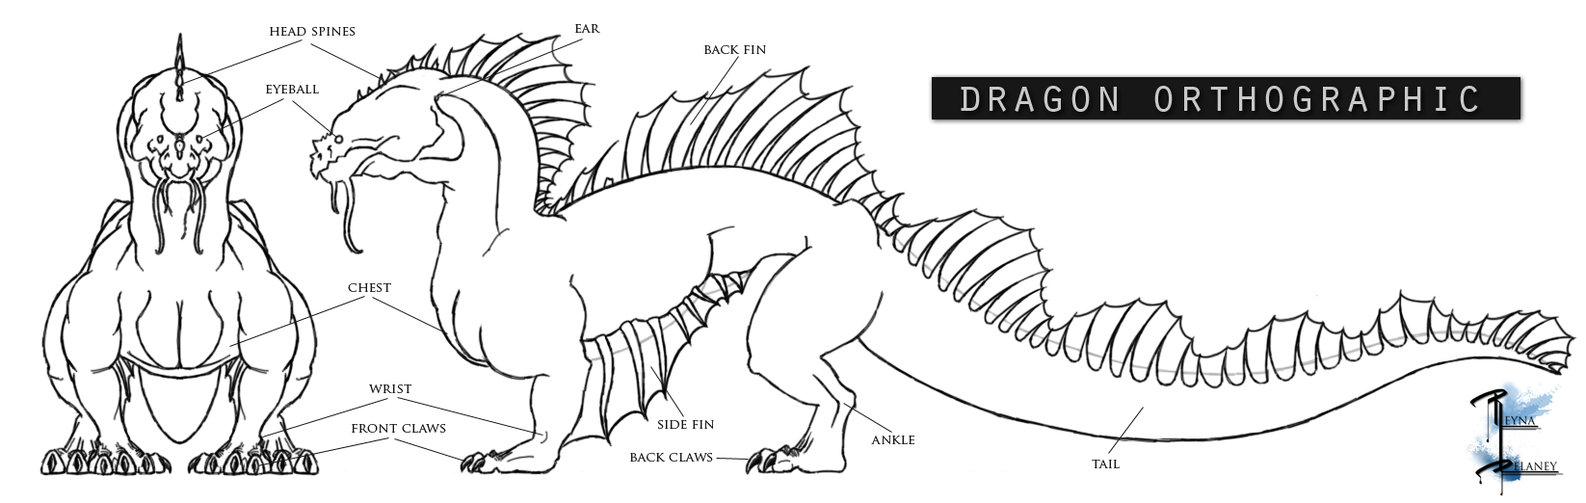 HEAD SPINES
EAR
BACK FIN
EYEBALL
DRAGON ORTHOGRAPHIC
CHEST
WRIST
FRONT CLAWS
SIDE FIN
BACK CLAWS
ANKLE
TAIL
REYNA
DELANEY